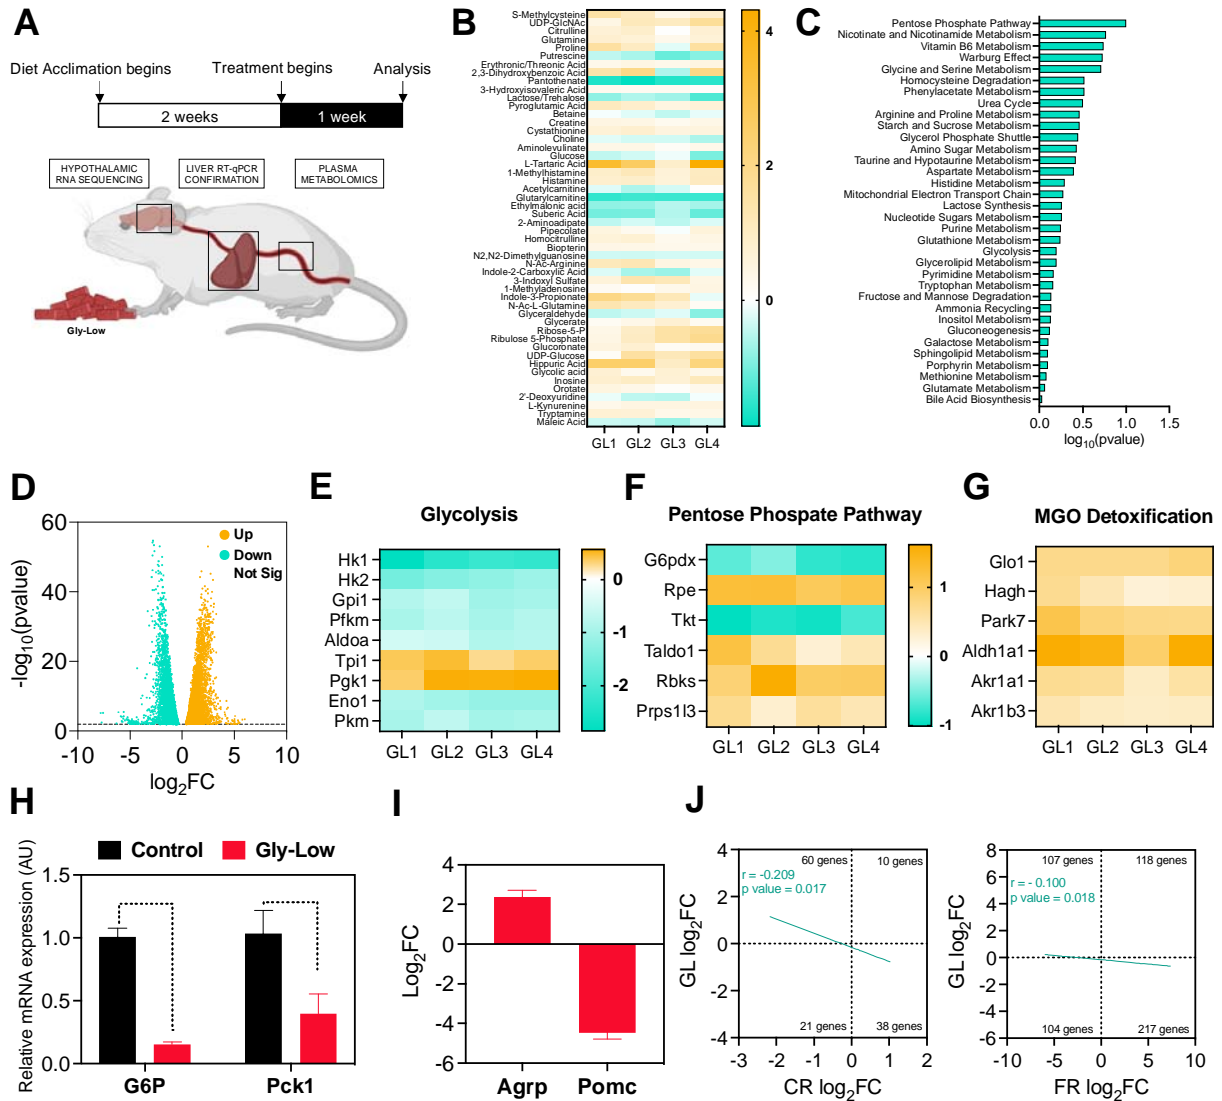 A
Diet Acclimation begins
Treatment begins
Analysis
2 weeks
1 week
HYPOTHALAMIC
RNA SEQUENCING
LIVER RT-qPCR
CONFIRMATION
PLASMA
METABOLOMICS
Gly-Low
B
S-Methylcysteine
UDP-GlcNAc
Citrulline
Glutamine
Proline
Putrescine
Erythronic/Threonic Acid
2,3-Dihydroxybenzoic Acid
Pantothenate
3-Hydroxyisovaleric Acid
Lactose/Trehalose
Pyroglutamic Acid
Betaine
Creatine
Cystathionine
Choline
Aminolevulinate
Glucose
L-Tartaric Acid
1-Methylhistamine
Histamine
Acetylcarnitine
Glutarylcarnitine
Ethylmalonic acid
Suberic Acid
2-Aminoadipate
Pipecolate
Homocitrulline
Biopterin
N2,N2-Dimethylguanosine
N-Ac-Arginine
Indole-2-Carboxylic Acid
3-Indoxyl Sulfate
1-Methyladenosine
Indole-3-Propionate
N-Ac-L-Glutamine
Glyceraldehyde
Glycerate
Ribose-5-P
Ribulose 5-Phosphate
Glucoronate
UDP-Glucose
Hippuric Acid
Glycolic acid
Inosine
Orotate
2'-Deoxyuridine
L-Kynurenine
Tryptamine
Maleic Acid
GL1 GL2 GL3 GL4
4
2
0
C
Pentose Phosphate Pathway
Nicotinate and Nicotinamide Metabolism
Vitamin B6 Metabolism
Warburg Effect
Glycine and Serine Metabolism
Homocysteine Degradation
Phenylacetate Metabolism
Urea Cycle
Arginine and Proline Metabolism
Starch and Sucrose Metabolism
Glycerol Phosphate Shuttle
Amino Sugar Metabolism
Taurine and Hypotaurine Metabolism
Aspartate Metabolism
Histidine Metabolism
Mitochondrial Electron Transport Chain
Lactose Synthesis
Nucleotide Sugars Metabolism
Purine Metabolism
Glutathione Metabolism
Glycolysis
Glycerolipid Metabolism
Pyrimidine Metabolism
Tryptophan Metabolism
Fructose and Mannose Degradation
Ammonia Recycling
Inositol Metabolism
Gluconeogenesis
Galactose Metabolism
Sphingolipid Metabolism
Porphyrin Metabolism
Methionine Metabolism
Glutamate Metabolism
Bile Acid Biosynthesis
0.0 0.5 1.0 1.5
log10(pvalue)
D
60
40
20
0
-log10(pvalue)
Up
Down
Not Sig
-10 -5 0 5 10
log2FC
E
Glycolysis
Hk1
Hk2
Gpi1
Pfkm
Aldoa
Tpi1
Pgk1
Eno1
Pkm
GL1 GL2 GL3 GL4
0
-1
-2
F
Pentose Phospate Pathway
G6pdx
Rpe
Tkt
Taldo1
Rbks
Prps1l3
GL1 GL2 GL3 GL4
1
0
-1
G
MGO Detoxification
Glo1
Hagh
Park7
Aldh1a1
Akr1a1
Akr1b3
GL1 GL2 GL3 GL4
H
Control Gly-Low
Relative mRNA expression (AU)
1.5
1.0
0.5
0.0
G6P Pck1
I
Log2FC
4
2
0
-2
-4
-6
Agrp Pomc
J
GL log2FC
4
2
0
-2
-4
60 genes 10 genes
r = -0.209
p value = 0.017
21 genes 38 genes
-3 -2 -1 0 1 2
CR log2FC
GL log2FC
8
6
4
2
0
-2
-4
-6
107 genes 118 genes
r = - 0.100
p value = 0.018
104 genes 217 genes
-10 -5 0 5 10
FR log2FC